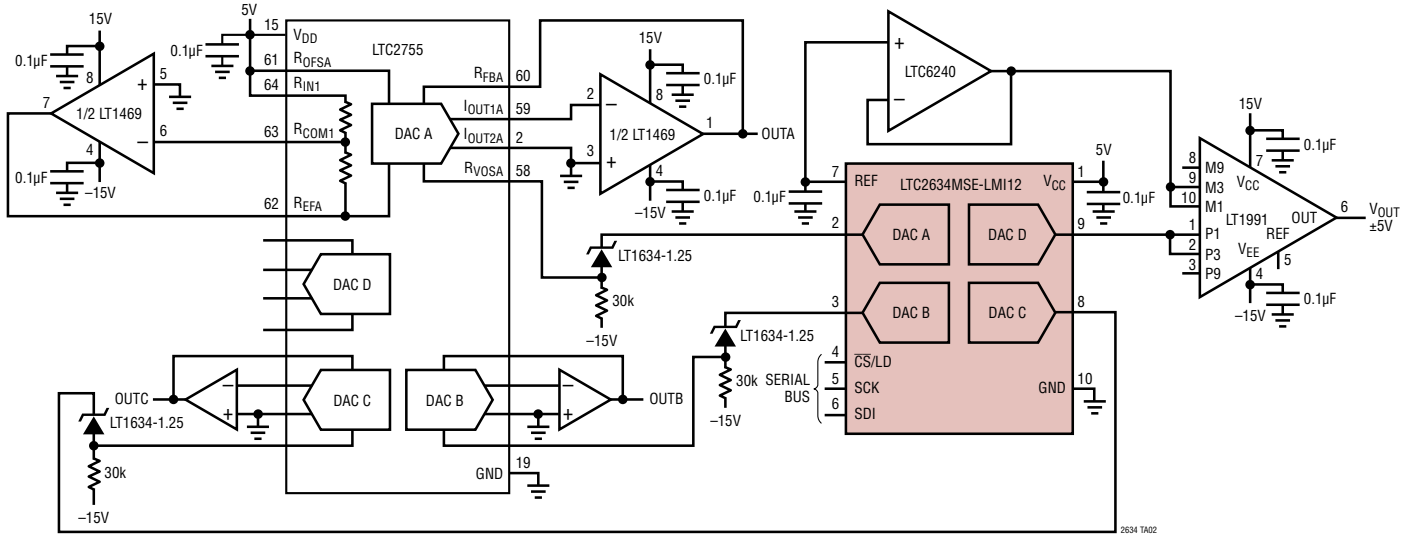 5V
15V
0.1µF
8
5
+
7
1/2 LT1469
–
6
4
0.1µF
–15V
0.1µF
15
VDD
61
ROFSA
64
RIN1
63
RCOM1
62
REFA
LTC2755
DAC A
RFBA
60
IOUT1A
59
IOUT2A
2
RVOSA
58
15V
0.1µF
8
2
–
1/2 LT1469
1
OUTA
3
+
4
–15V
0.1µF
+
LTC6240
–
15V
0.1µF
7
8
M9
9
M3
10
M1
VCC
LT1991
OUT
6
VOUT
±5V
1
P1
2
P3
3
P9
VEE
REF
4
5
0.1µF
–15V
0.1µF
7
REF
LTC2634MSE-LMI12
VCC
1
5V
0.1µF
2
DAC A
DAC D
9
3
DAC B
DAC C
8
4
CS/LD
5
SCK
6
SDI
SERIAL
BUS
GND
10
LT1634-1.25
30k
–15V
LT1634-1.25
30k
–15V
DAC D
OUTC
–
+
DAC C
DAC B
–
+
OUTB
LT1634-1.25
30k
–15V
GND
19
2634 TA02